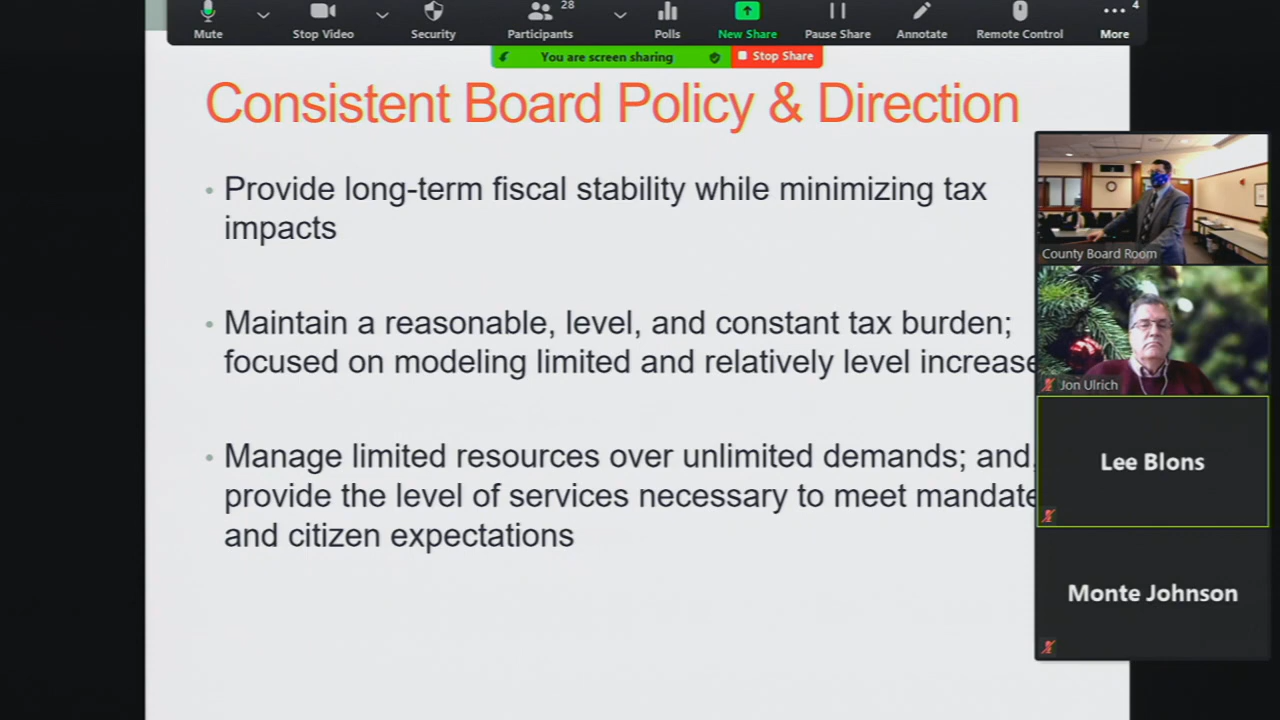 28
4
Mute
Stop Video
Security
Participants
Polls
New Share
Pause Share
Annotate
Remote Control
More
You are screen sharing
Stop Share
Consistent Board Policy & Direction
• Provide long-term fiscal stability while minimizing tax
impacts
• Maintain a reasonable, level, and constant tax burden;
focused on modeling limited and relatively level increase
• Manage limited resources over unlimited demands; and,
provide the level of services necessary to meet mandate
and citizen expectations
County Board Room
Jon Ulrich
Lee Blons
Monte Johnson